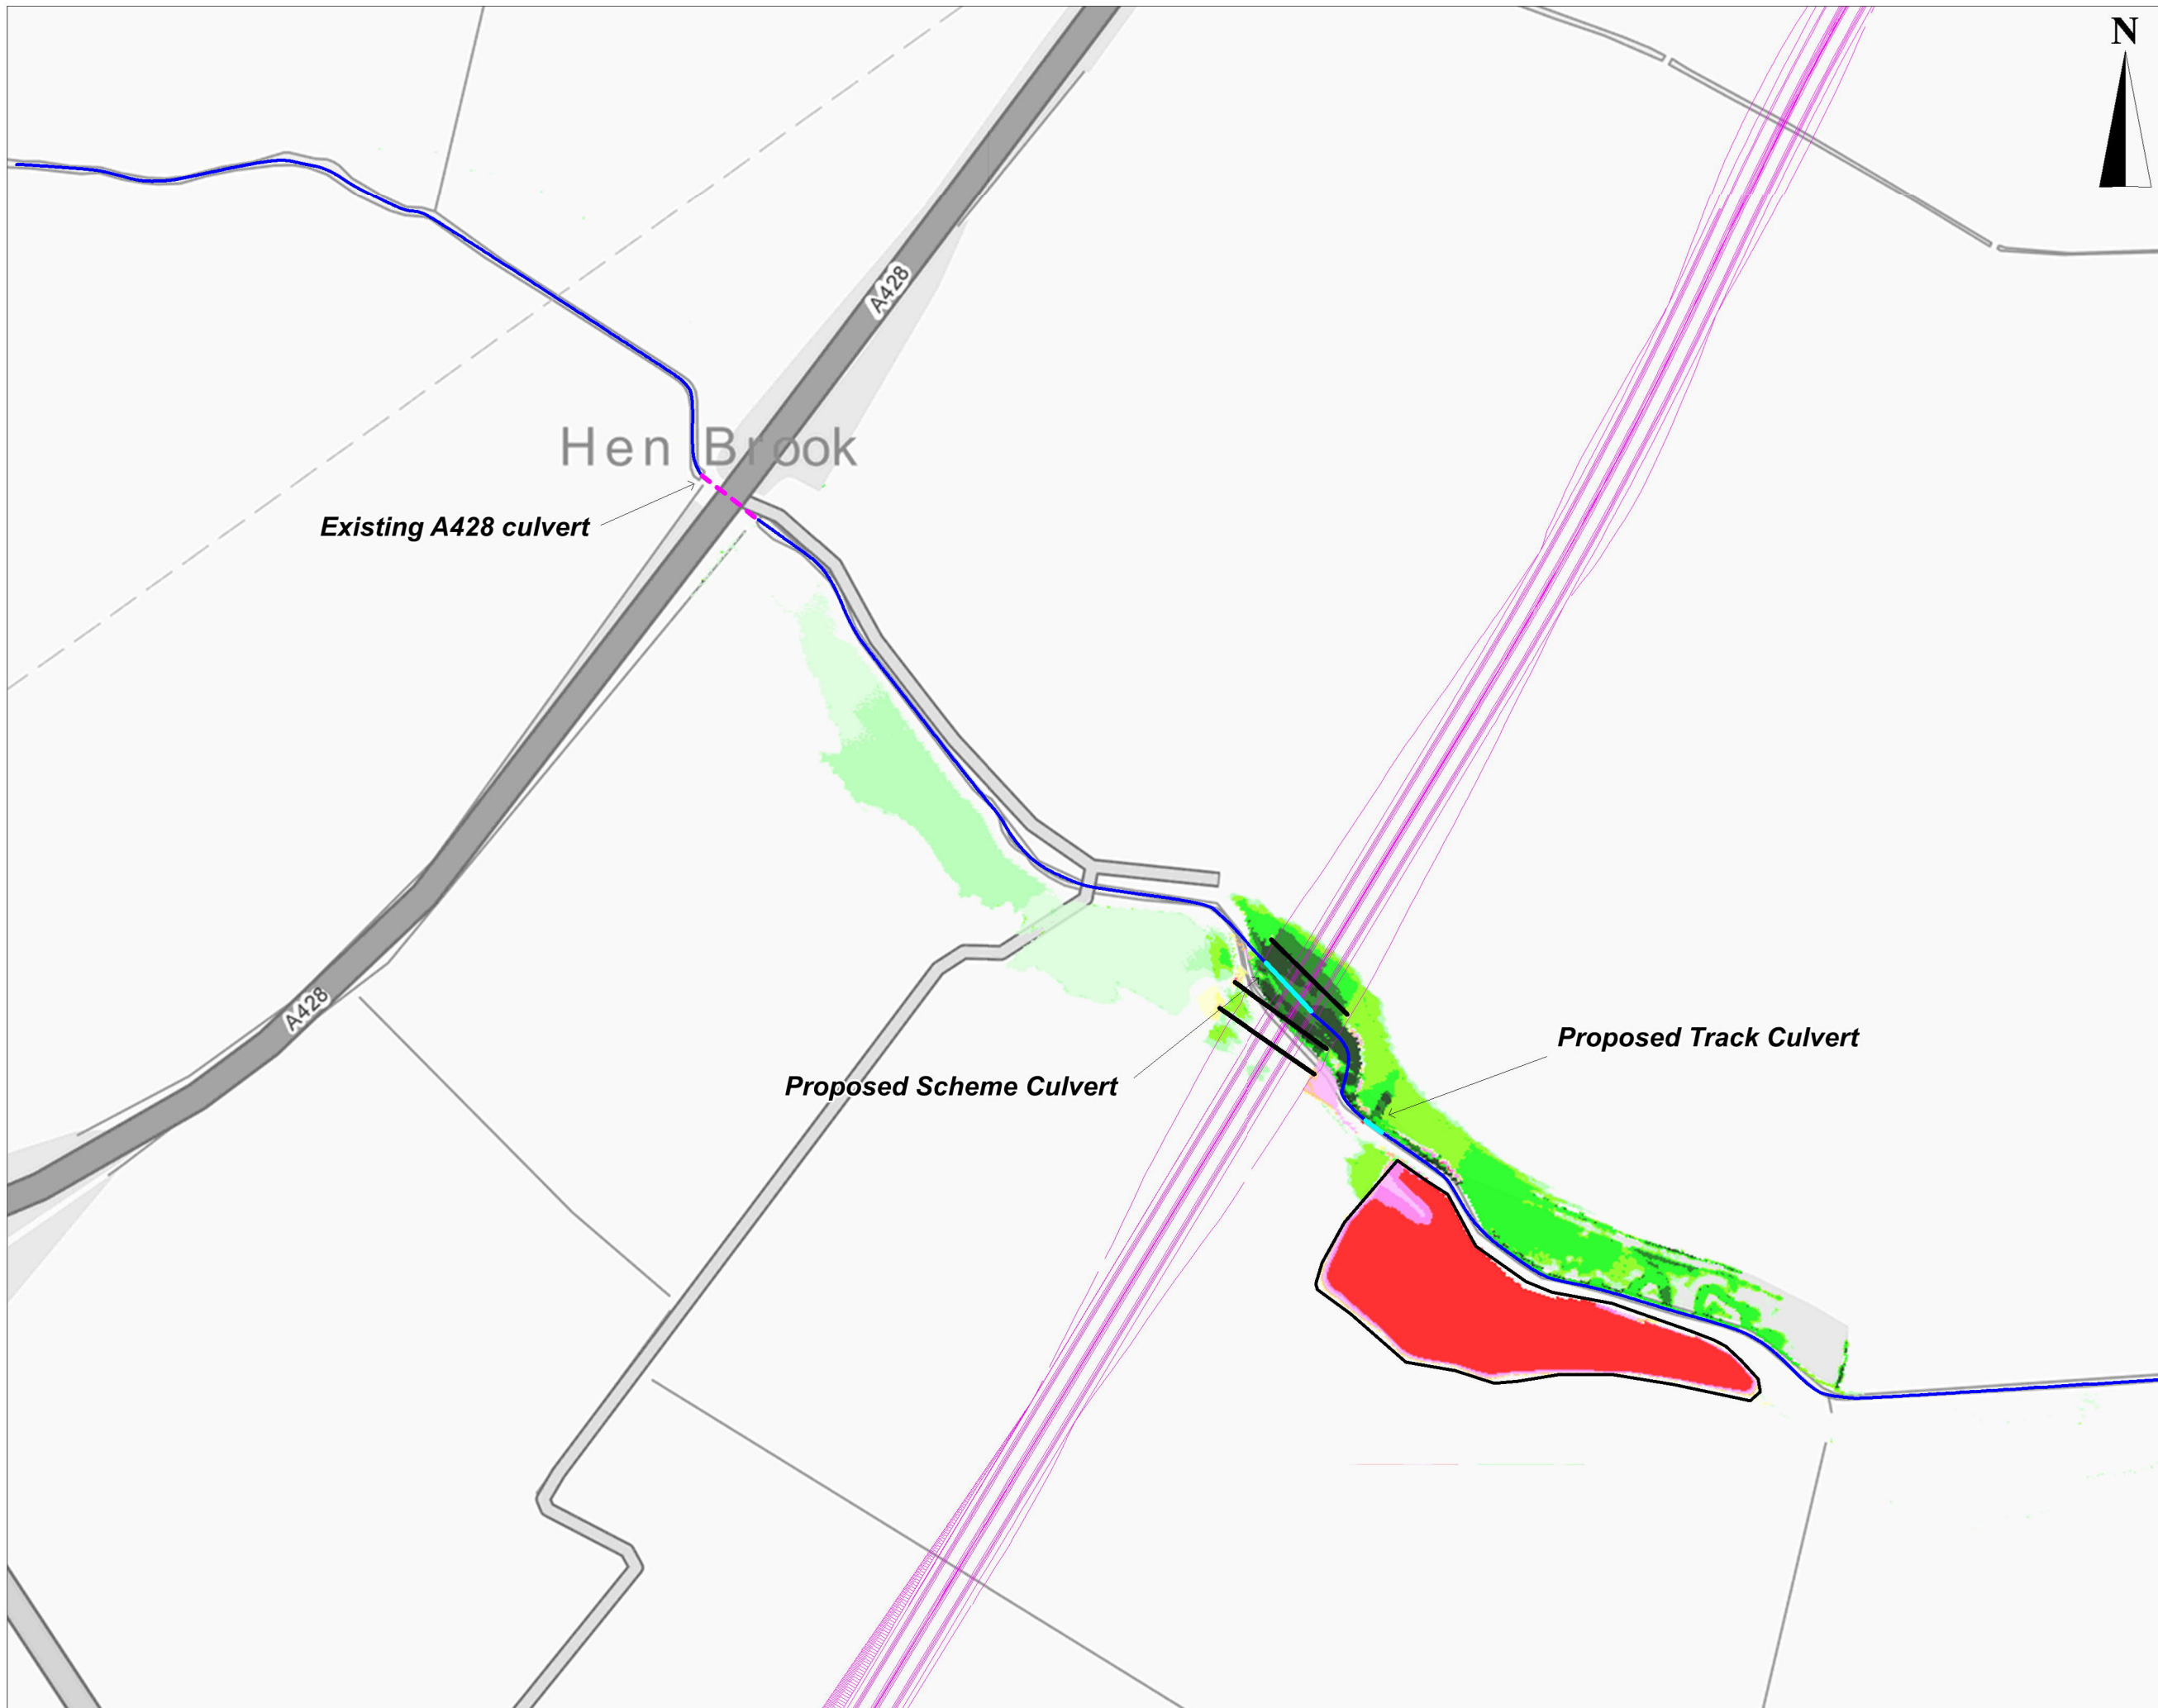 N
A428
Hen Brook
Existing A428 culvert
A428
Proposed Track Culvert
Proposed Scheme Culvert